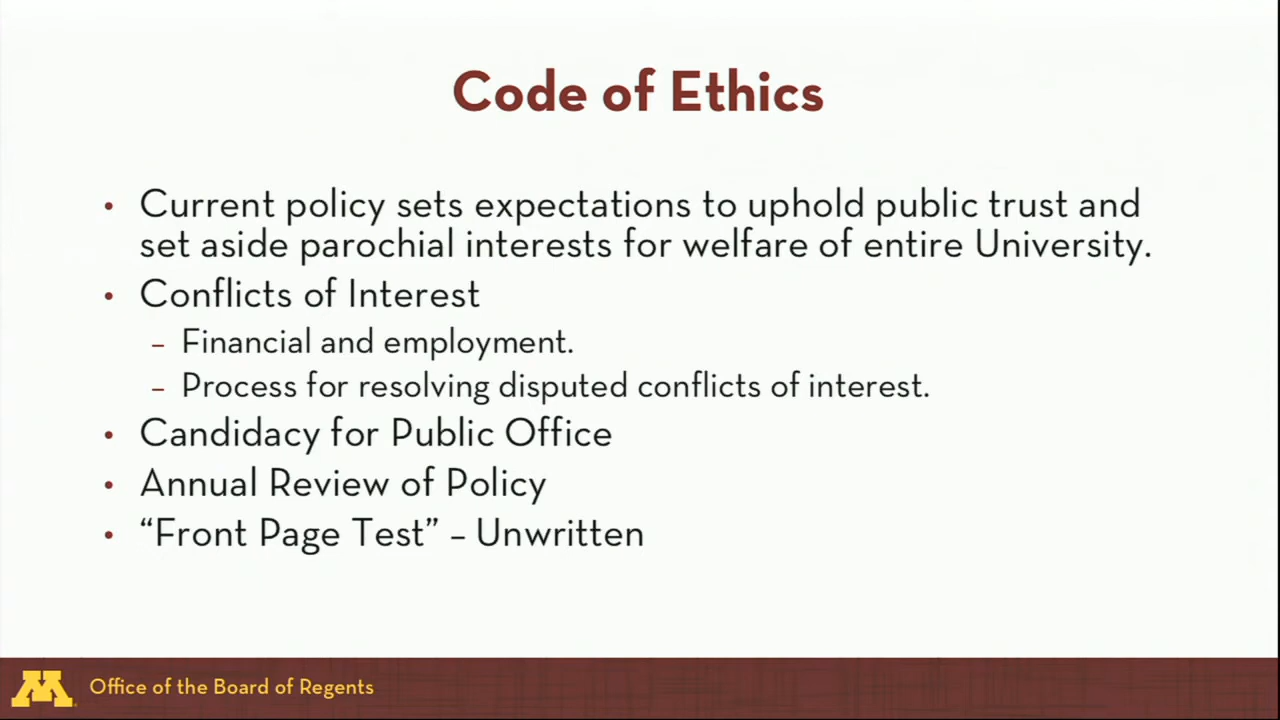 Code of Ethics
• Current policy sets expectations to uphold public trust and
set aside parochial interests for welfare of entire University.
• Conflicts of Interest
– Financial and employment.
– Process for resolving disputed conflicts of interest.
• Candidacy for Public Office
• Annual Review of Policy
• “Front Page Test” – Unwritten
M Office of the Board of Regents